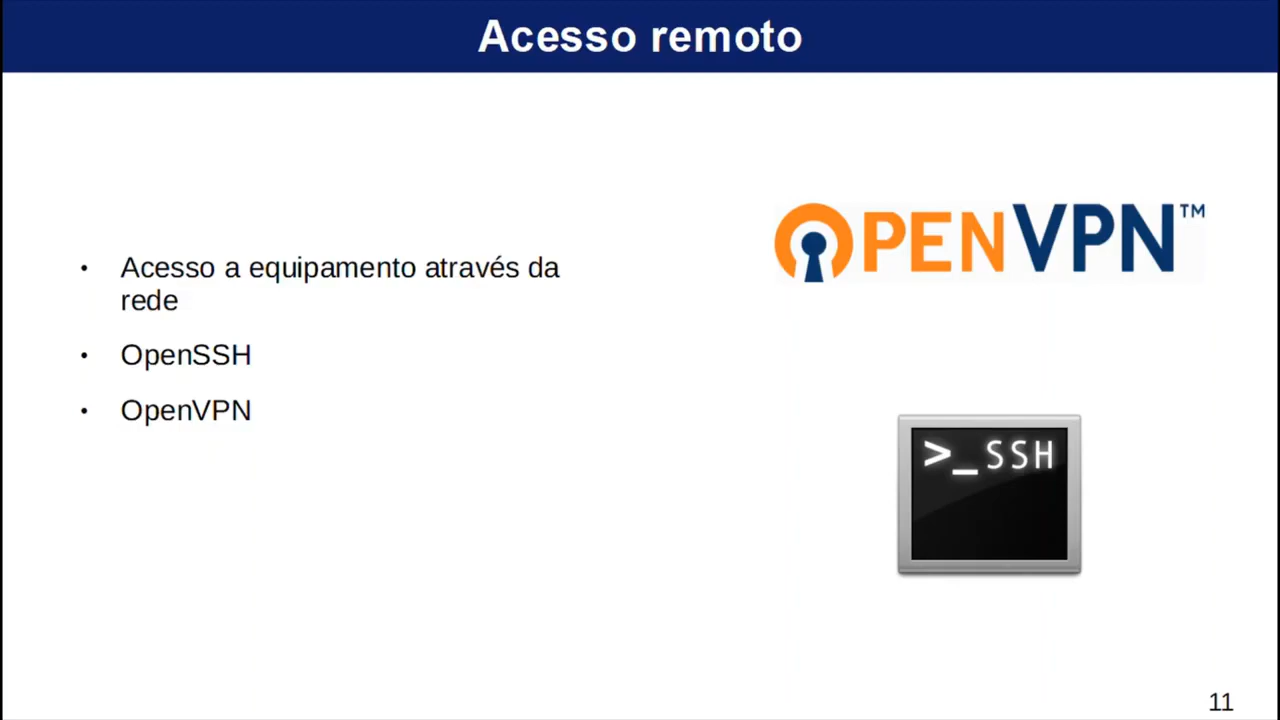 Acesso remoto
• Acesso a equipamento através da
rede
• OpenSSH
• OpenVPN
OPENVPN™
>_SSH
11